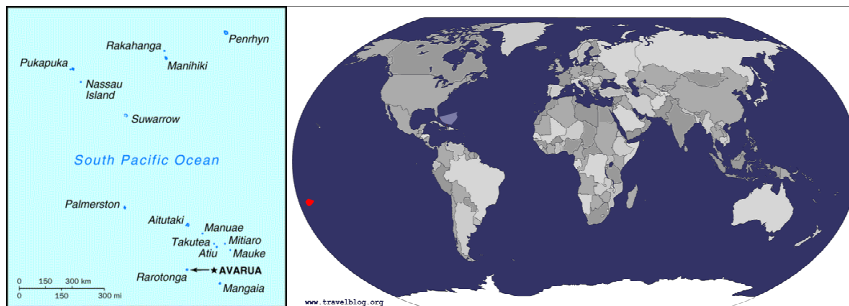 Penrhyn
Rakahanga
Manihiki
Pukapuka
Nassau
Island
Suwarrow
South Pacific Ocean
Palmerston
Aitutaki
Manuae
Takutea
Mitiaro
Atiu
Mauke
Rarotonga
AVARUA
Mangaia
0 150 300 km
0 150 300 mi
www.travelblog.org